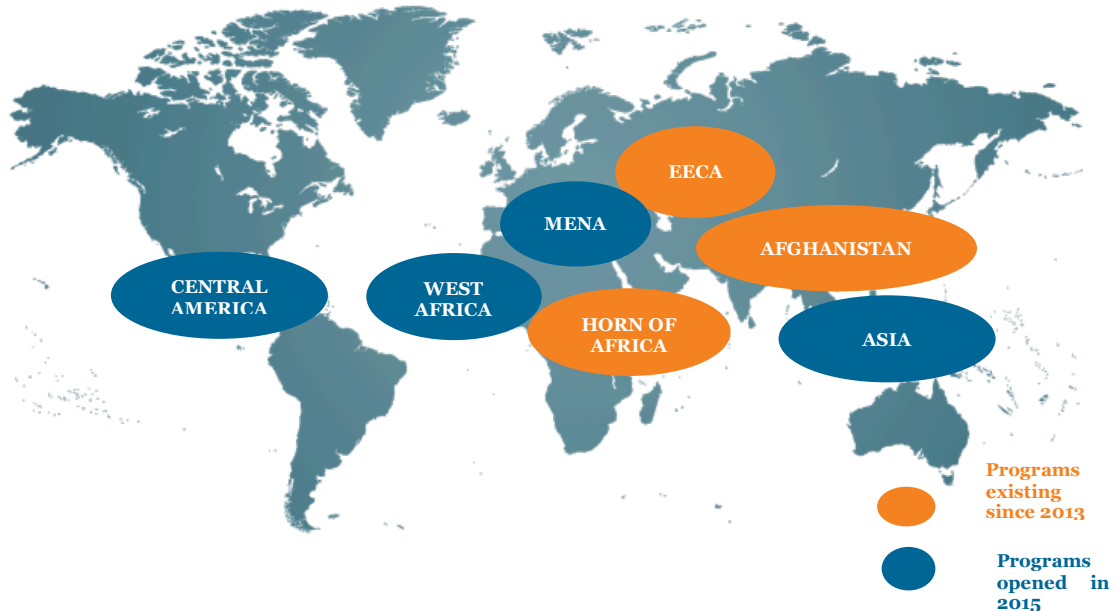 EECA
MENA
AFGHANISTAN
CENTRAL
AMERICA
WEST
AFRICA
HORN OF
AFRICA
ASIA
Programs
existing
since 2013
Programs
opened in
2015